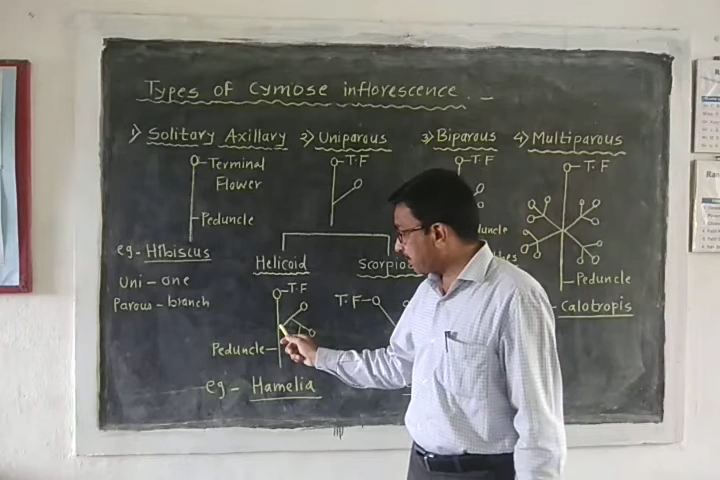 Types of Cymose inflorescence.
1) Solitary Axillary
2) Uniparous
3) Biparous
4) Multiparous
Terminal
Flower
Peduncle
eg- Hibiscus
Uni - one
Parous - branch
T.F
T.F
T.F
Peduncle
Calotropis
Helicoid
T.F
Peduncle
eg - Hamelia
T.F